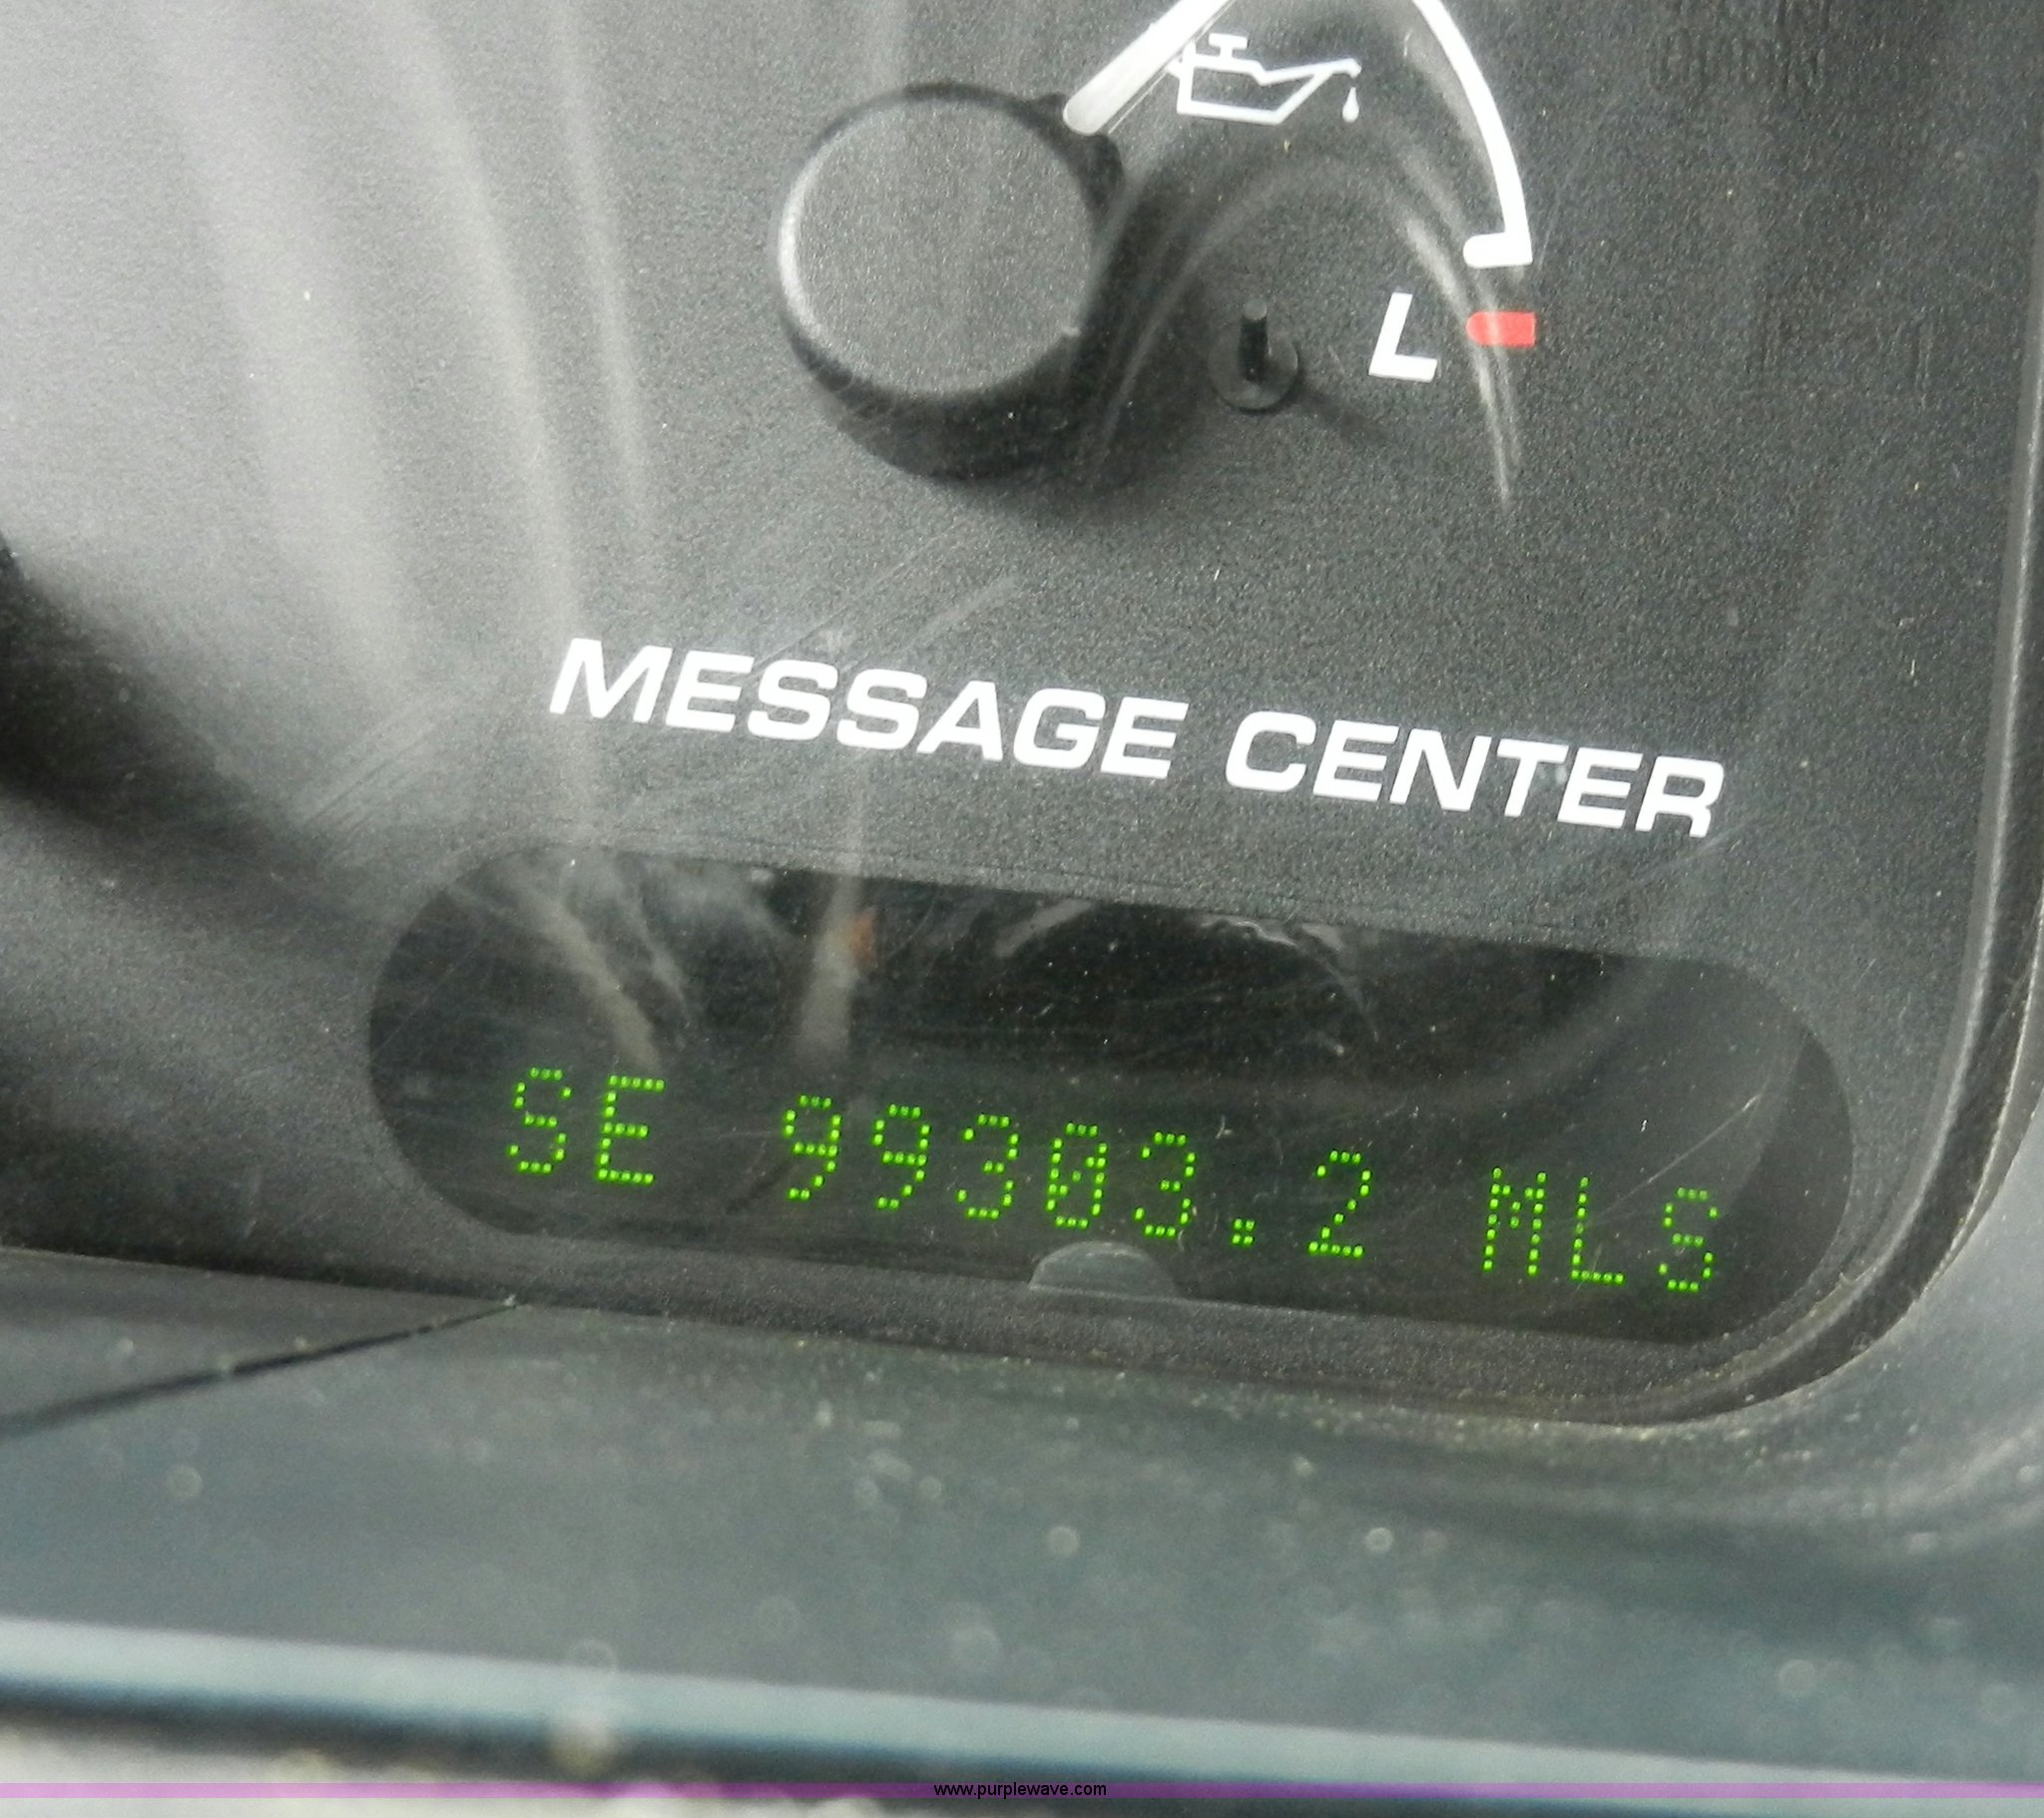 L
MESSAGE CENTER
SE 99303.2 MLS
www.purplewave.com